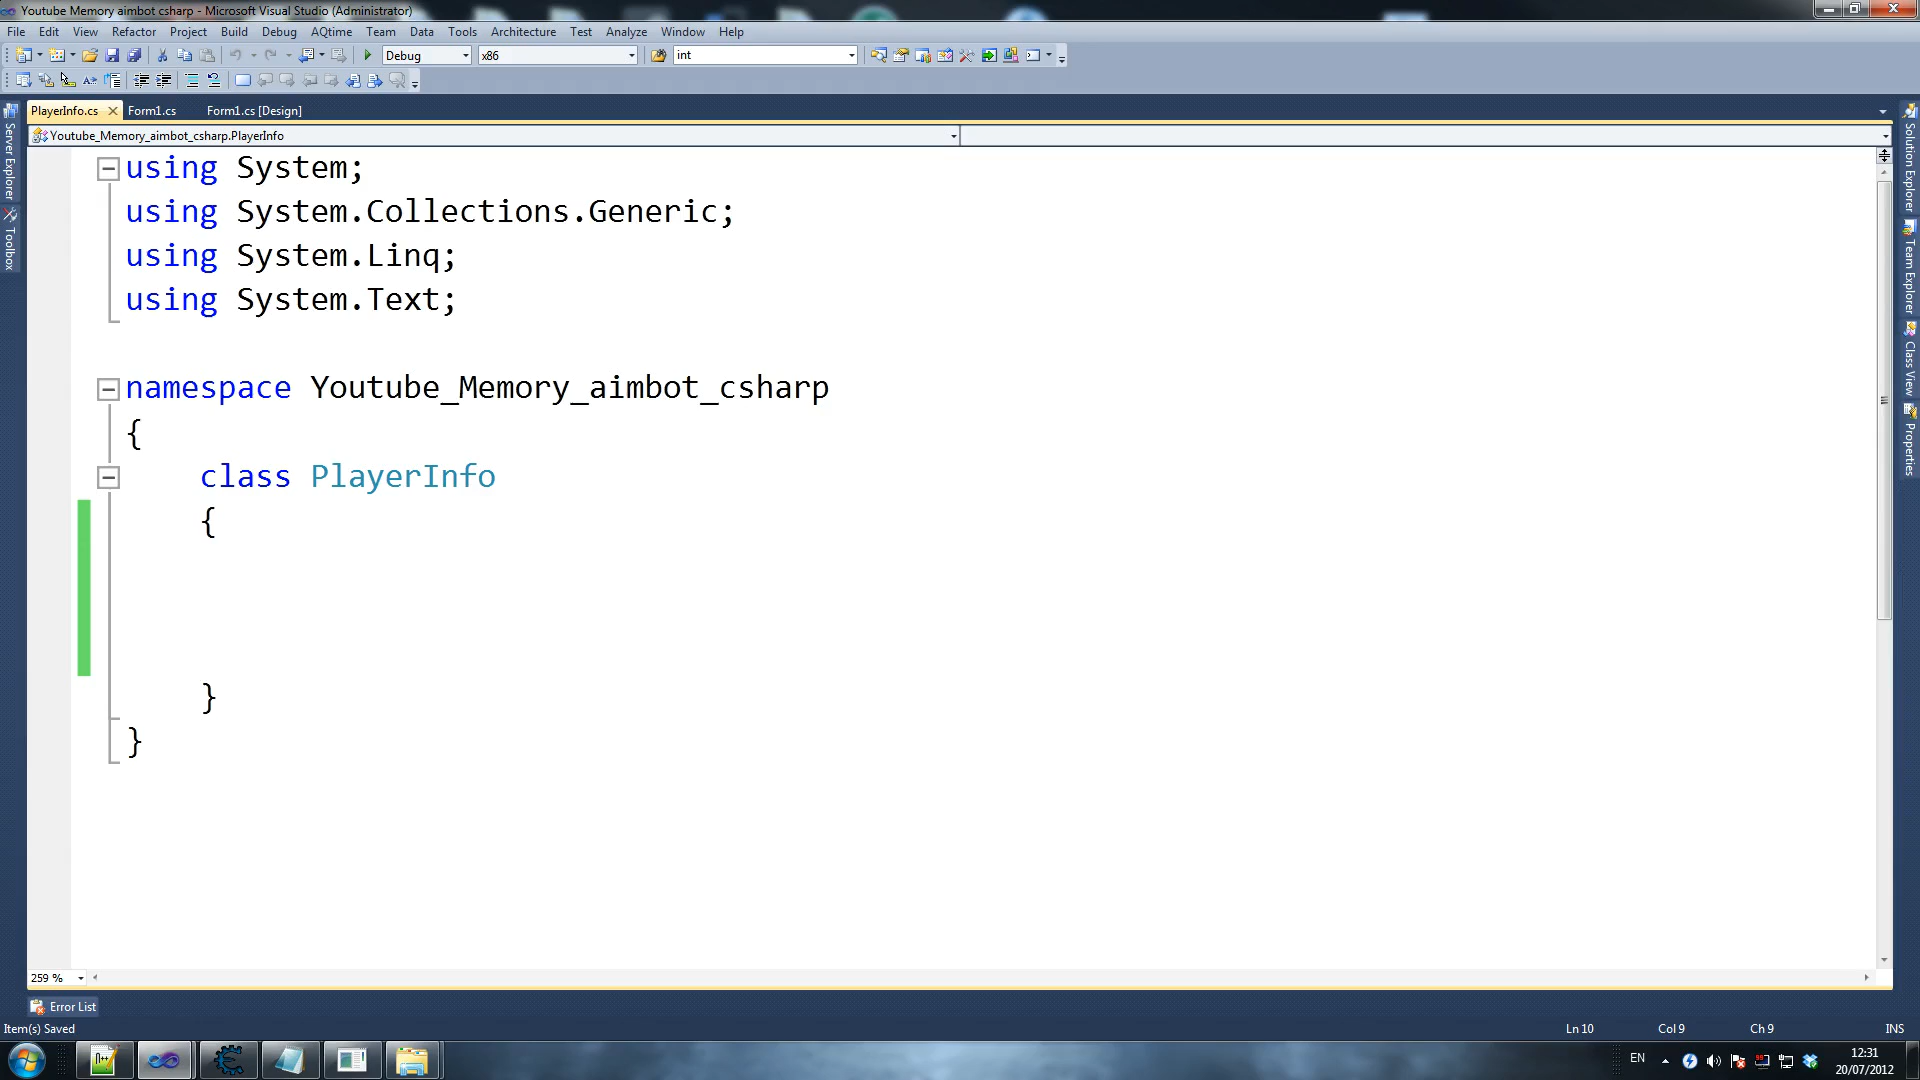 Youtube Memory aimbot csharp - Microsoft Visual Studio (Administrator)
File Edit View Refactor Project Build Debug AQtime Team Data Tools Architecture Test Analyze Window Help
Debug x86 int
PlayerInfo.cs Form1.cs Form1.cs [Design]
Youtube_Memory_aimbot_csharp.PlayerInfo
Server Explorer
Toolbox
Solution Explorer
Team Explorer
Class View
Properties
using System;
using System.Collections.Generic;
using System.Linq;
using System.Text;
namespace Youtube_Memory_aimbot_csharp
{
class PlayerInfo
{
}
}
259 %
Error List
Item(s) Saved Ln 10 Col 9 Ch 9 INS
EN 12:31
20/07/2012